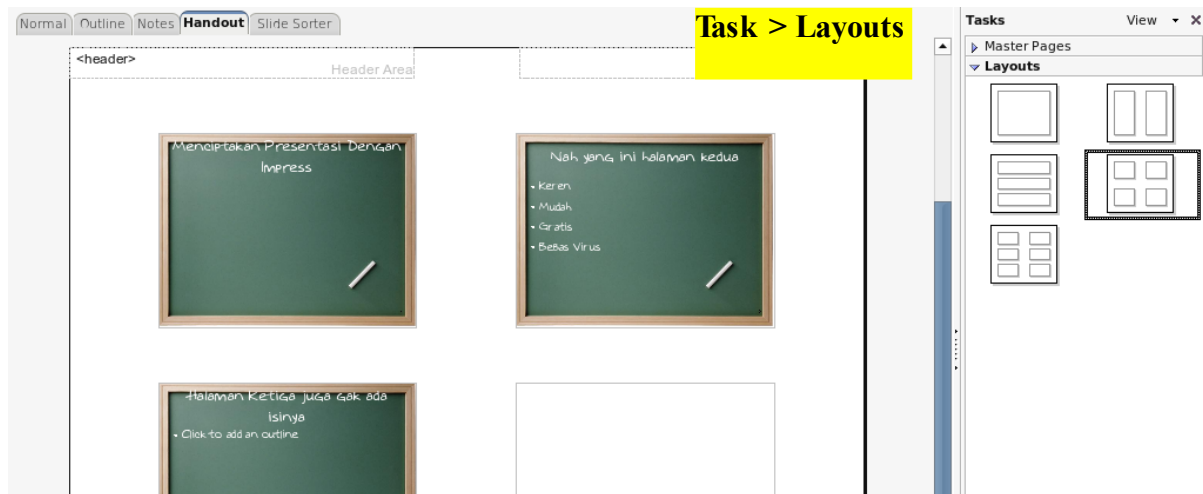 Normal Outline Notes Handout Slide Sorter
Task > Layouts
Tasks View
Master Pages
Layouts
<header>
Header Area
Menciptakan Presentasi Dengan
Impress
Nah yang ini halaman kedua
• Keren
• Mudah
• Gratis
• Bebas Virus
Halaman Ketiga juga Gak ada
isinya
• Click to add an outline